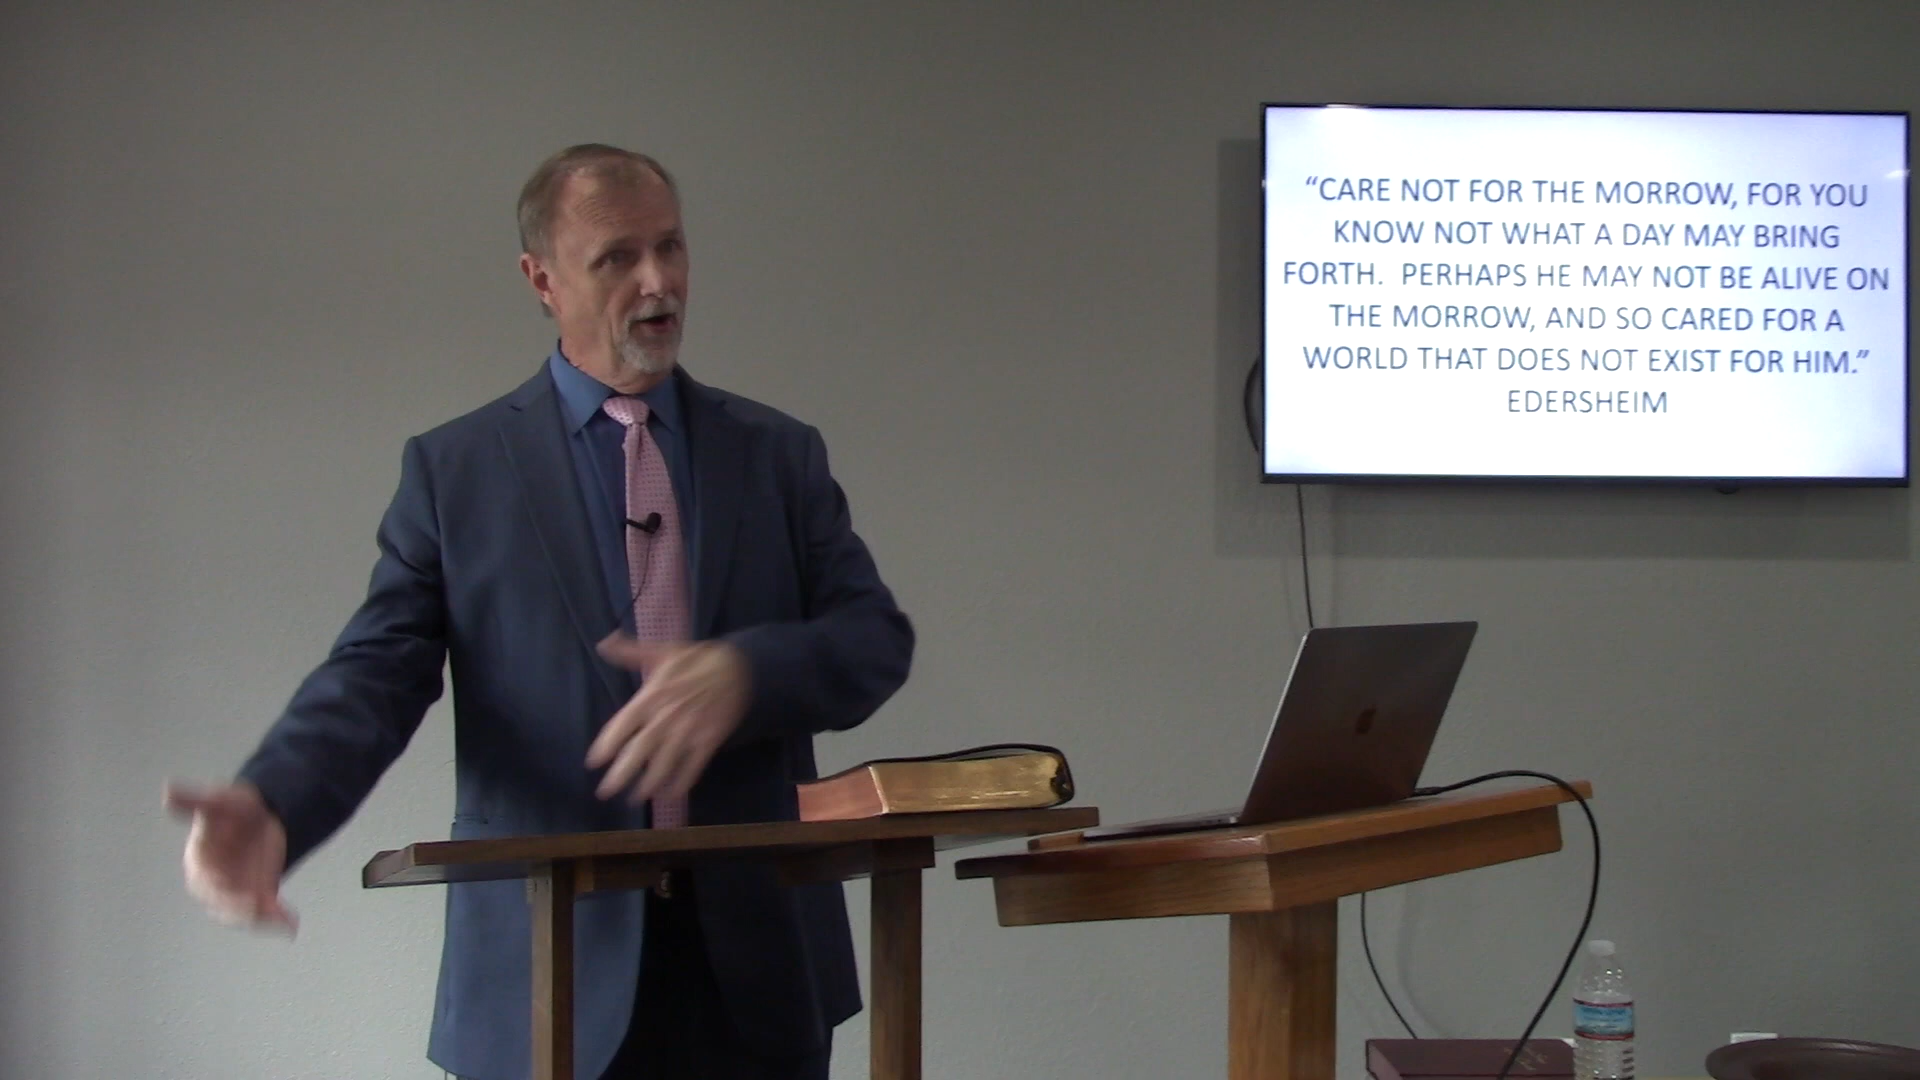 “CARE NOT FOR THE MORROW, FOR YOU
KNOW NOT WHAT A DAY MAY BRING
FORTH.  PERHAPS HE MAY NOT BE ALIVE ON
THE MORROW, AND SO CARED FOR A
WORLD THAT DOES NOT EXIST FOR HIM.”
EDERSHEIM